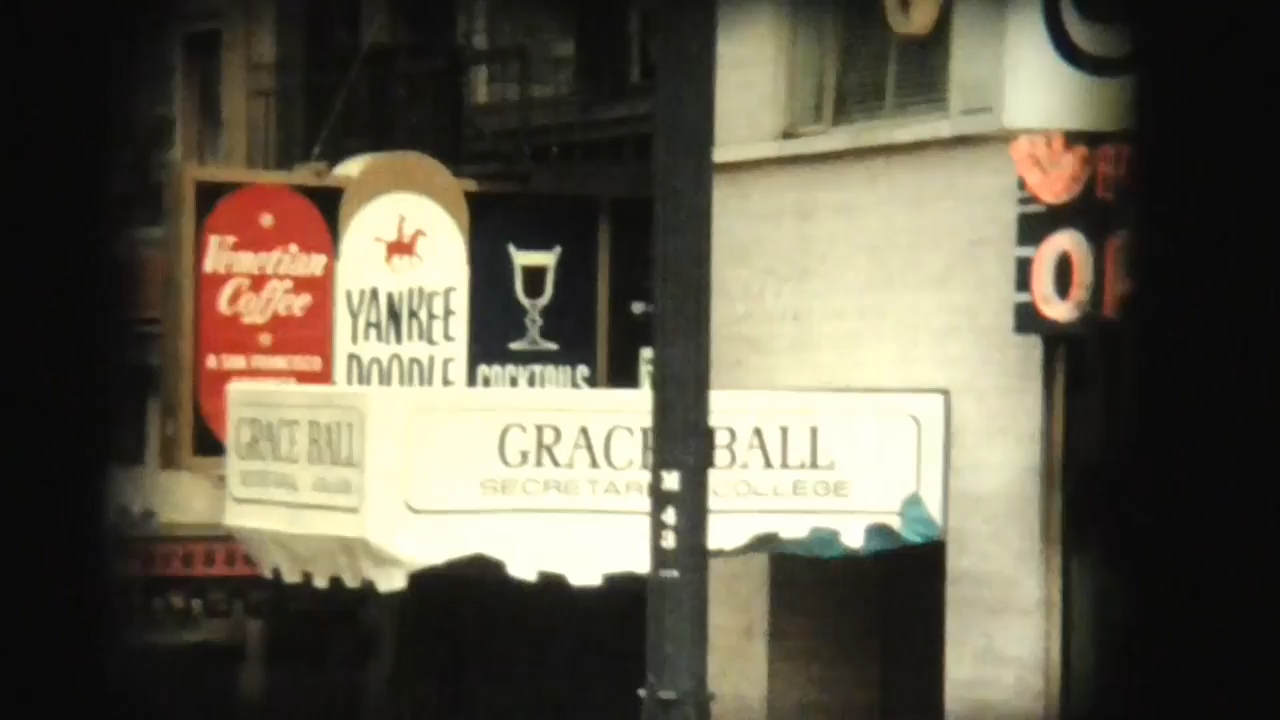 Venetian
Coffee
A SAN FRANCISCO
YANKEE
DOODLE
COCKTAILS
GRACE BALL
GRACE BALL
SECRETARI COLLEGE
M
4
3
O